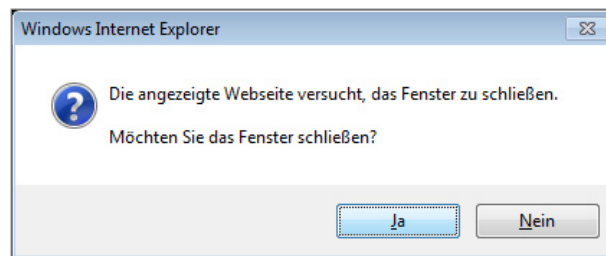 Windows Internet Explorer
Die angezeigte Webseite versucht, das Fenster zu schließen.
Möchten Sie das Fenster schließen?
Ja
Nein